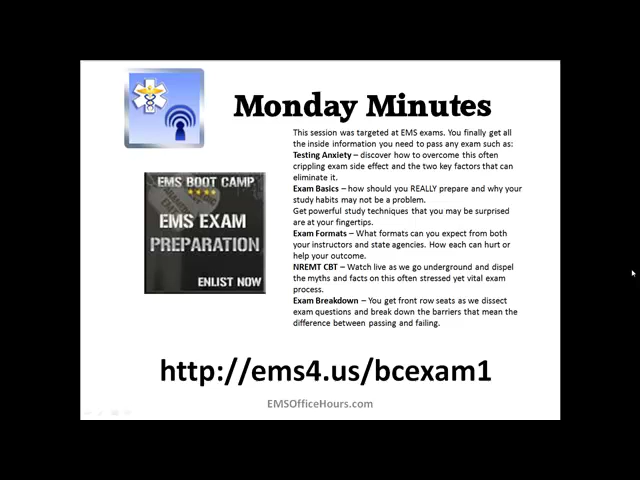 Monday Minutes
This session was targeted at EMS exams. You finally get all
the inside information you need to pass any exam such as:
Testing Anxiety – discover how to overcome this often
crippling exam side effect and the two key factors that can
eliminate it.
Exam Basics – how should you REALLY prepare and why your
study habits may not be a problem.
Get powerful study techniques that you may be surprised
are at your fingertips.
Exam Formats – What formats can you expect from both
your instructors and state agencies. How each can hurt or
help your outcome.
NREMT CBT – Watch live as we go underground and dispel
the myths and facts on this often stressed yet vital exam
process.
Exam Breakdown – You get front row seats as we dissect
exam questions and break down the barriers that mean the
difference between passing and failing.
EMS BOOT CAMP
EMS EXAM
PREPARATION
ENLIST NOW
http://ems4.us/bcexam1
EMSOfficeHours.com